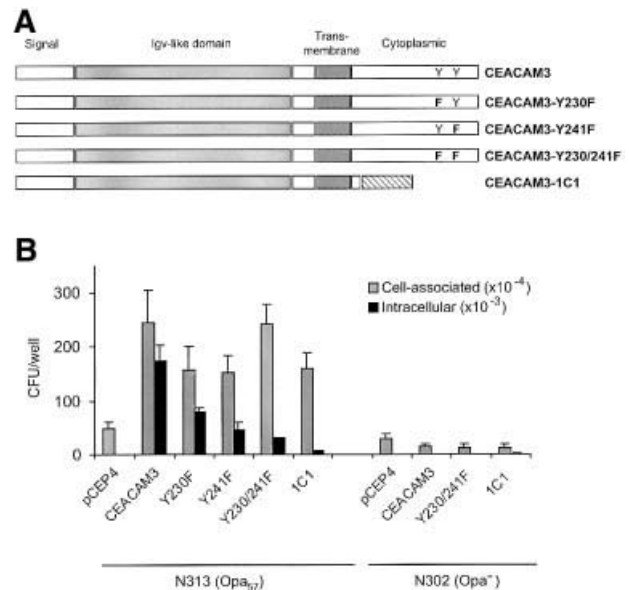 A
Signal Igv-like domain Trans-membrane Cytoplasmic
Y Y CEACAM3
F Y CEACAM3-Y230F
Y F CEACAM3-Y241F
F F CEACAM3-Y230/241F
CEACAM3-1C1
B
CFU/well
300
200
100
0
Cell-associated (x10⁻⁴)
Intracellular (x10⁻³)
pCEP4 CEACAM3 Y230F Y241F Y230/241F 1C1 pCEP4 CEACAM3 Y230/241F 1C1
N313 (Opa₅₇) N302 (Opa⁻)